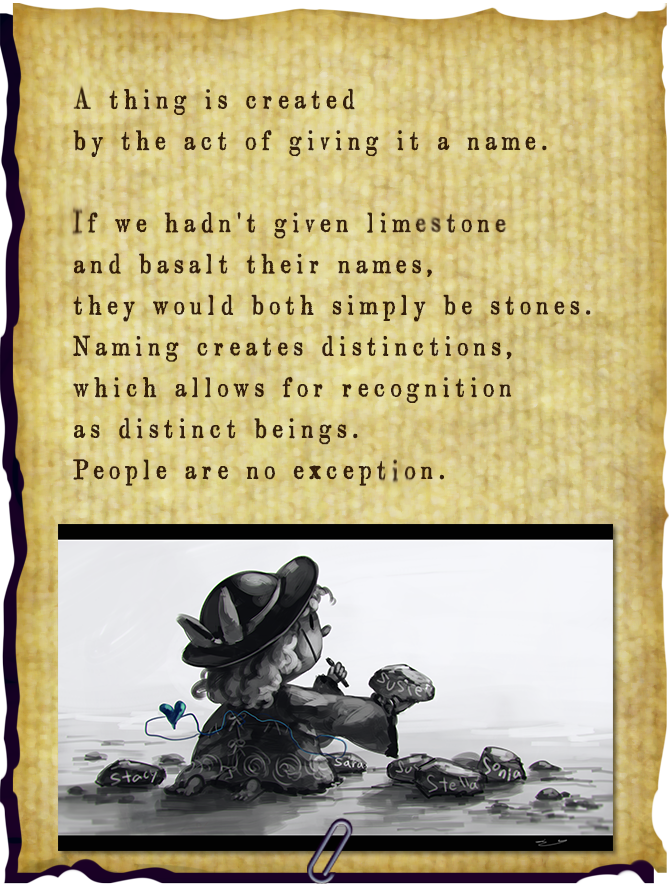 A thing is created
by the act of giving it a name.
If we hadn't given limestone
and basalt their names,
they would both simply be stones.
Naming creates distinctions,
which allows for recognition
as distinct beings.
People are no exception.
Susie
Stacy
Sara
Su
Stella
Sonja